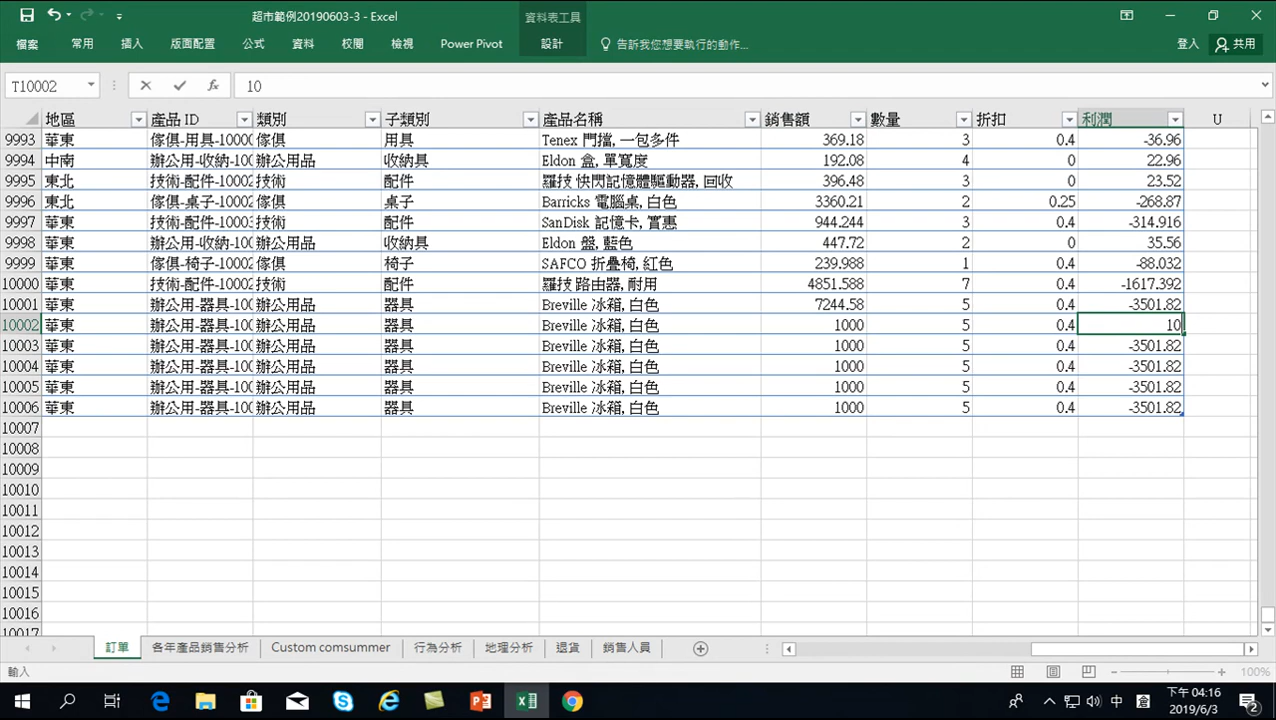 超市範例20190603-3 - Excel
資料表工具
檔案 常用 插入 版面配置 公式 資料 校閱 檢視 Power Pivot 設計 告訴我您想要執行的動作... 登入 共用
T10002 fx 10
地區 產品 ID 類別 子類別 產品名稱 銷售額 數量 折扣 利潤 U
9993 華東 傢俱-用具-1000 傢俱 用具 Tenex 門擋, 一包多件 369.18 3 0.4 -36.96
9994 中南 辦公用-收納-100 辦公用品 收納具 Eldon 盒, 單寬度 192.08 4 0 22.96
9995 東北 技術-配件-10002 技術 配件 羅技 快閃記憶體驅動器, 回收 396.48 3 0 23.52
9996 東北 傢俱-桌子-10002 傢俱 桌子 Barricks 電腦桌, 白色 3360.21 2 0.25 -268.87
9997 華東 技術-配件-10003 技術 配件 SanDisk 記憶卡, 實惠 944.244 3 0.4 -314.916
9998 華東 辦公用-收納-100 辦公用品 收納具 Eldon 盤, 藍色 447.72 2 0 35.56
9999 華東 傢俱-椅子-10002 傢俱 椅子 SAFCO 折疊椅, 紅色 239.988 1 0.4 -88.032
10000 華東 技術-配件-10002 技術 配件 羅技 路由器, 耐用 4851.588 7 0.4 -1617.392
10001 華東 辦公用-器具-100 辦公用品 器具 Breville 冰箱, 白色 7244.58 5 0.4 -3501.82
10002 華東 辦公用-器具-100 辦公用品 器具 Breville 冰箱, 白色 1000 5 0.4 10
10003 華東 辦公用-器具-100 辦公用品 器具 Breville 冰箱, 白色 1000 5 0.4 -3501.82
10004 華東 辦公用-器具-100 辦公用品 器具 Breville 冰箱, 白色 1000 5 0.4 -3501.82
10005 華東 辦公用-器具-100 辦公用品 器具 Breville 冰箱, 白色 1000 5 0.4 -3501.82
10006 華東 辦公用-器具-100 辦公用品 器具 Breville 冰箱, 白色 1000 5 0.4 -3501.82
10007
10008
10009
10010
10011
10012
10013
10014
10015
10016
10017
訂單 各年產品銷售分析 Custom comsummer 行為分析 地理分析 退貨 銷售人員
輸入 100%
中 倉 下午 04:16
2019/6/3 2